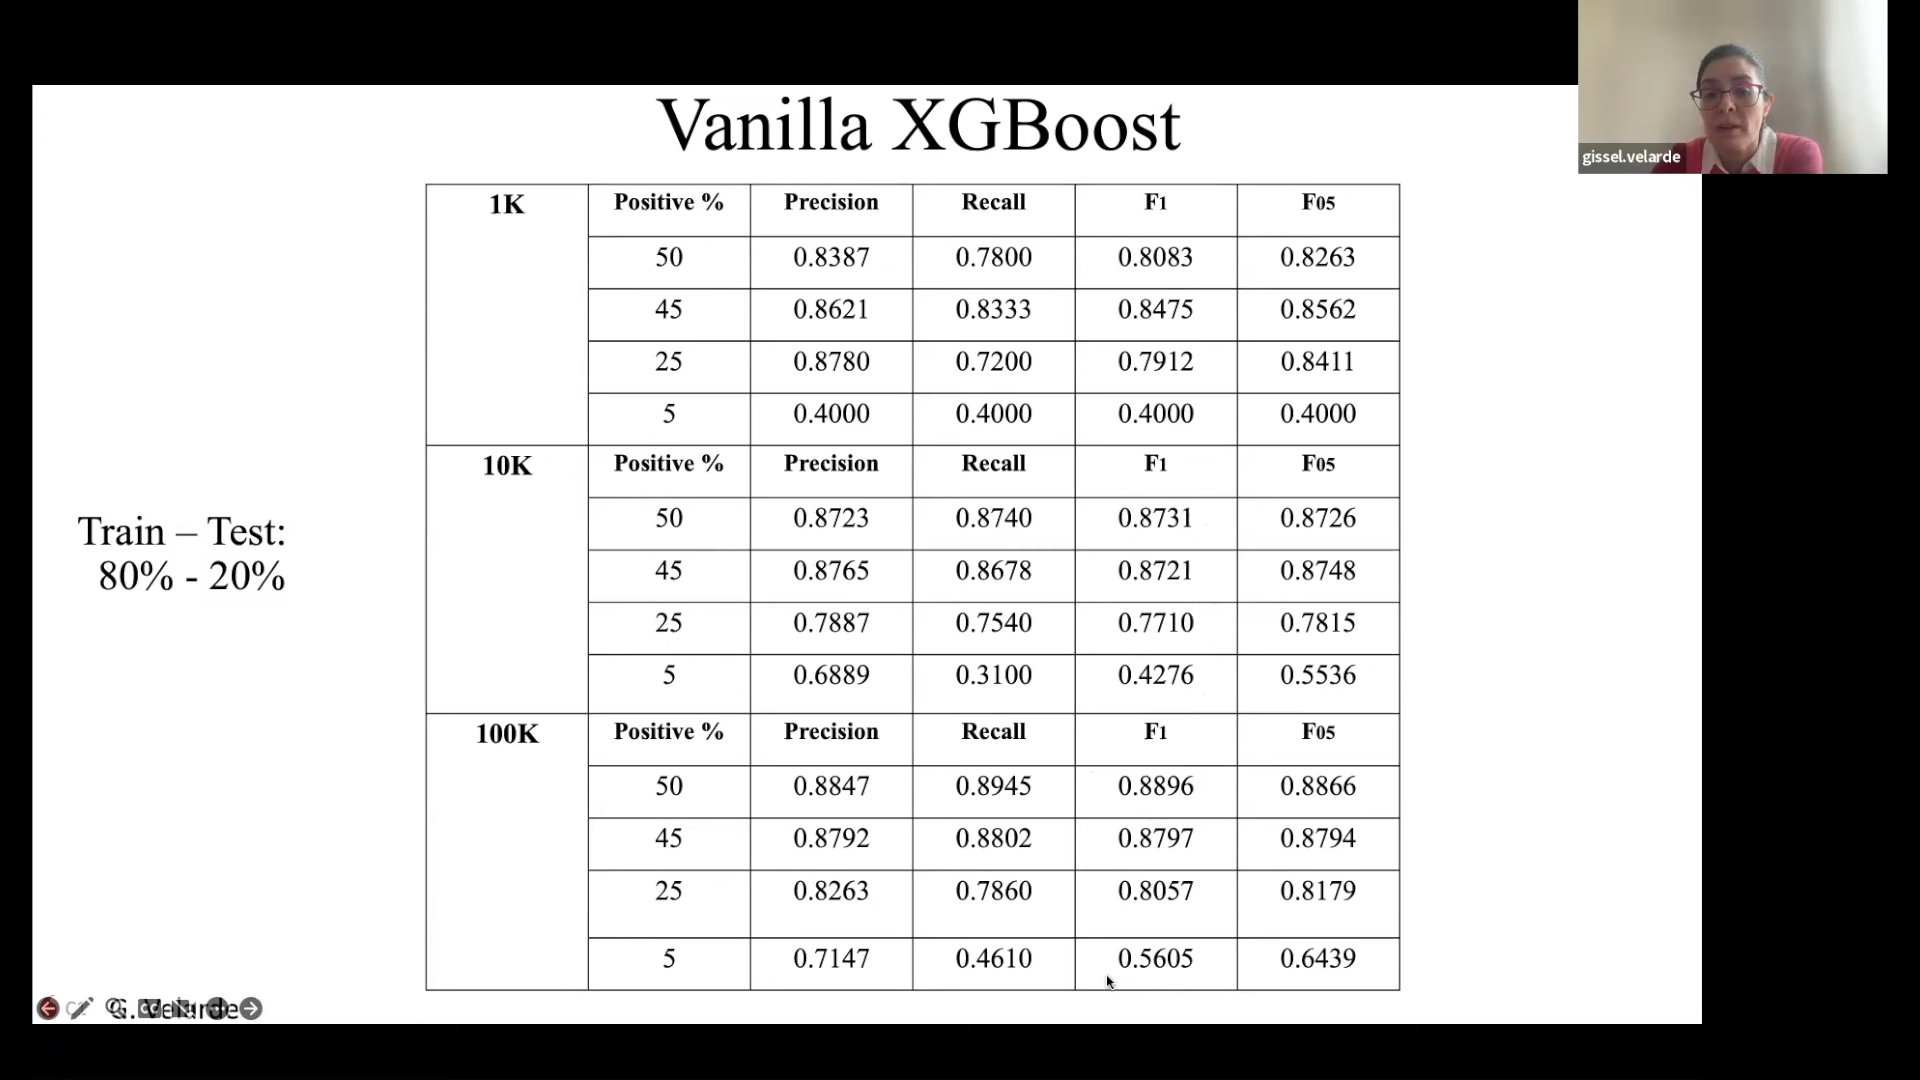 Vanilla XGBoost
gissel.velarde
1K Positive % Precision Recall F1 F05
50 0.8387 0.7800 0.8083 0.8263
45 0.8621 0.8333 0.8475 0.8562
25 0.8780 0.7200 0.7912 0.8411
5 0.4000 0.4000 0.4000 0.4000
10K Positive % Precision Recall F1 F05
50 0.8723 0.8740 0.8731 0.8726
45 0.8765 0.8678 0.8721 0.8748
25 0.7887 0.7540 0.7710 0.7815
5 0.6889 0.3100 0.4276 0.5536
100K Positive % Precision Recall F1 F05
50 0.8847 0.8945 0.8896 0.8866
45 0.8792 0.8802 0.8797 0.8794
25 0.8263 0.7860 0.8057 0.8179
5 0.7147 0.4610 0.5605 0.6439
Train – Test:
80% - 20%
G. Velarde